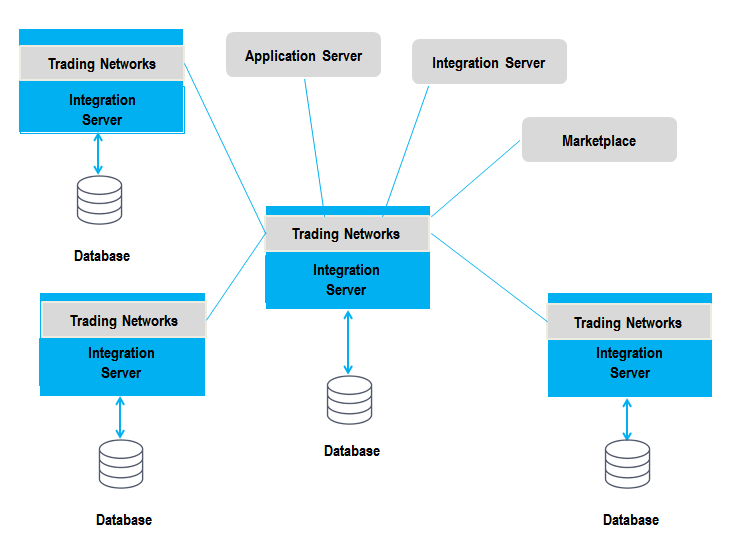 Trading Networks
Integration
Server
Database
Application Server
Integration Server
Marketplace
Trading Networks
Integration
Server
Database
Trading Networks
Integration
Server
Database
Trading Networks
Integration
Server
Database